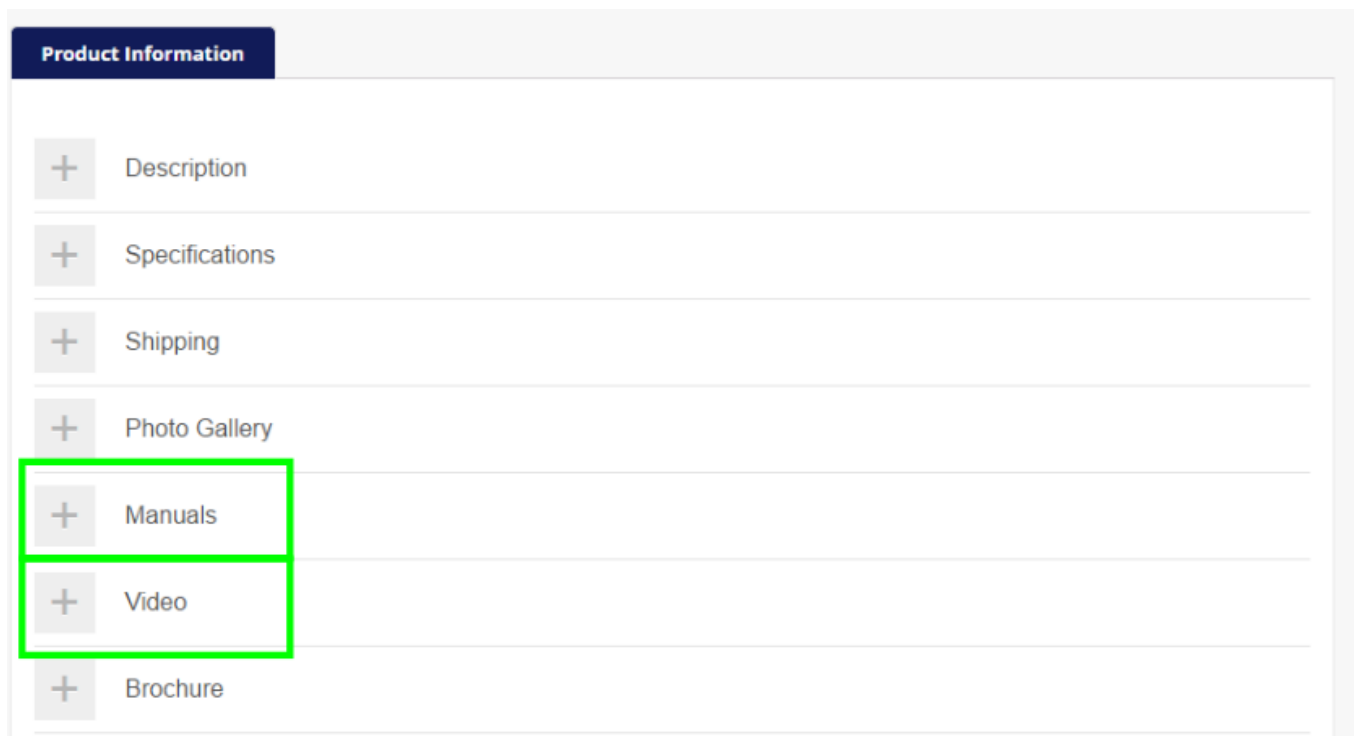 Product Information
Description
Specifications
Shipping
Photo Gallery
Manuals
Video
Brochure